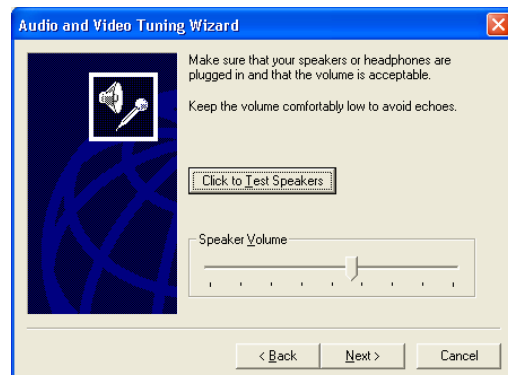 Audio and Video Tuning Wizard
Make sure that your speakers or headphones are
plugged in and that the volume is acceptable.
Keep the volume comfortably low to avoid echoes.
Click to Test Speakers
Speaker Volume
< Back
Next >
Cancel